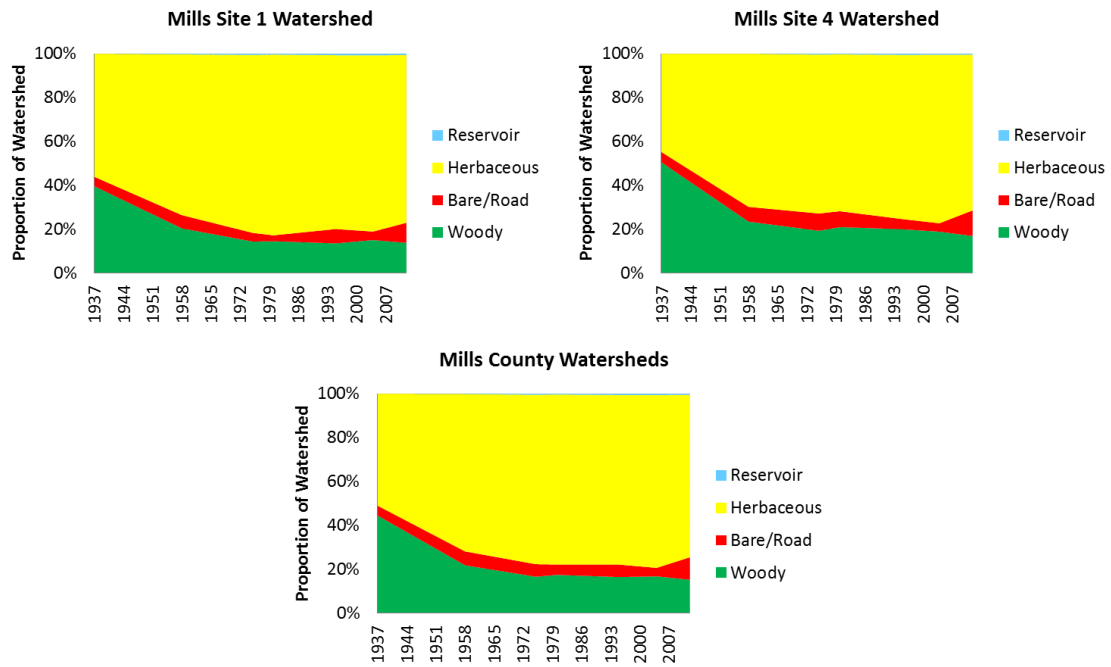 Mills Site 1 Watershed
Proportion of Watershed
100%
80%
60%
40%
20%
0%
1937
1944
1951
1958
1965
1972
1979
1986
1993
2000
2007
Reservoir
Herbaceous
Bare/Road
Woody
Mills Site 4 Watershed
Proportion of Watershed
100%
80%
60%
40%
20%
0%
1937
1944
1951
1958
1965
1972
1979
1986
1993
2000
2007
Reservoir
Herbaceous
Bare/Road
Woody
Mills County Watersheds
Proportion of Watershed
100%
80%
60%
40%
20%
0%
1937
1944
1951
1958
1965
1972
1979
1986
1993
2000
2007
Reservoir
Herbaceous
Bare/Road
Woody